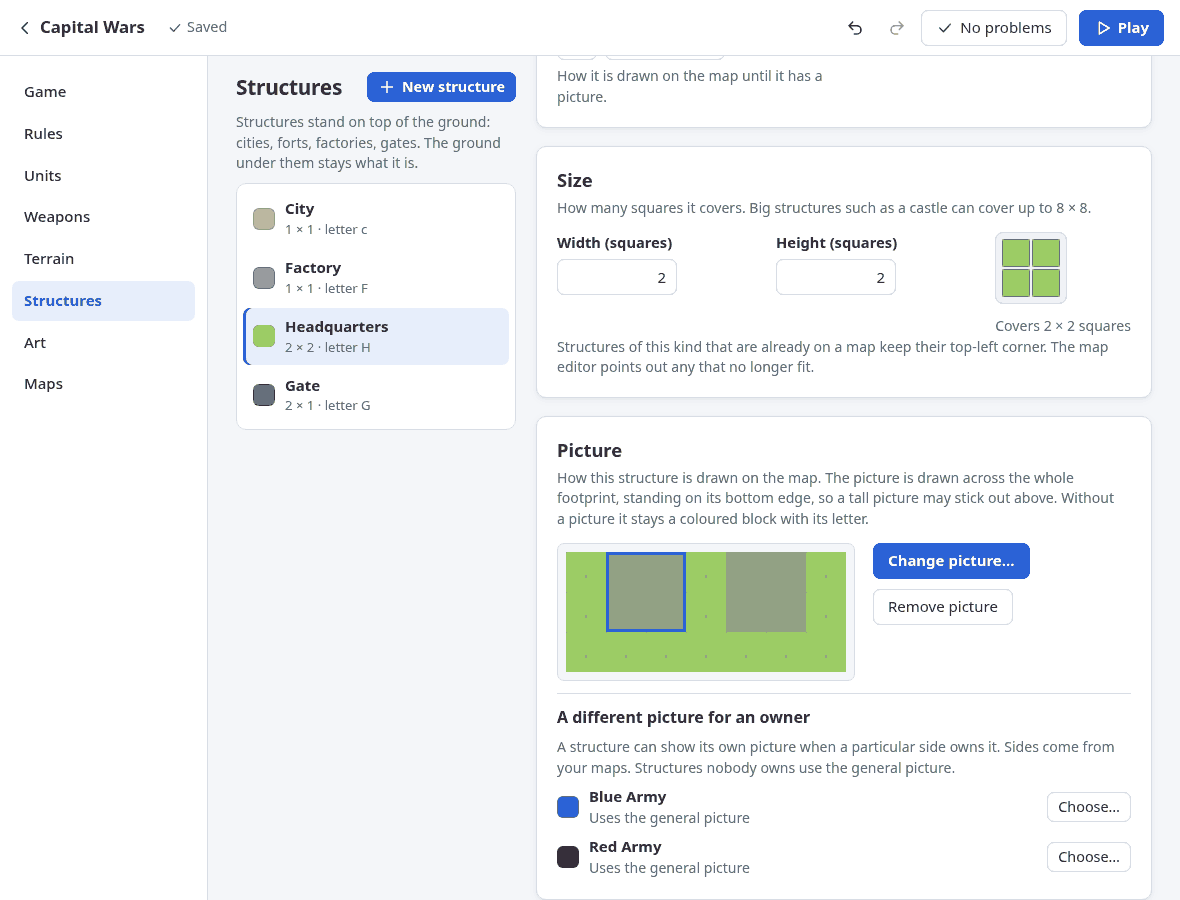 Capital Wars
Saved
No problems
Play
Game
Rules
Units
Weapons
Terrain
Structures
Art
Maps
Structures
New structure
Structures stand on top of the ground:
cities, forts, factories, gates. The ground
under them stays what it is.
City
1 × 1 · letter c
Factory
1 × 1 · letter F
Headquarters
2 × 2 · letter H
Gate
2 × 1 · letter G
How it is drawn on the map until it has a
picture.
Size
How many squares it covers. Big structures such as a castle can cover up to 8 × 8.
Width (squares)
Height (squares)
2
2
Covers 2 × 2 squares
Structures of this kind that are already on a map keep their top-left corner. The map
editor points out any that no longer fit.
Picture
How this structure is drawn on the map. The picture is drawn across the whole
footprint, standing on its bottom edge, so a tall picture may stick out above. Without
a picture it stays a coloured block with its letter.
Change picture...
Remove picture
A different picture for an owner
A structure can show its own picture when a particular side owns it. Sides come from
your maps. Structures nobody owns use the general picture.
Blue Army
Uses the general picture
Choose...
Red Army
Uses the general picture
Choose...